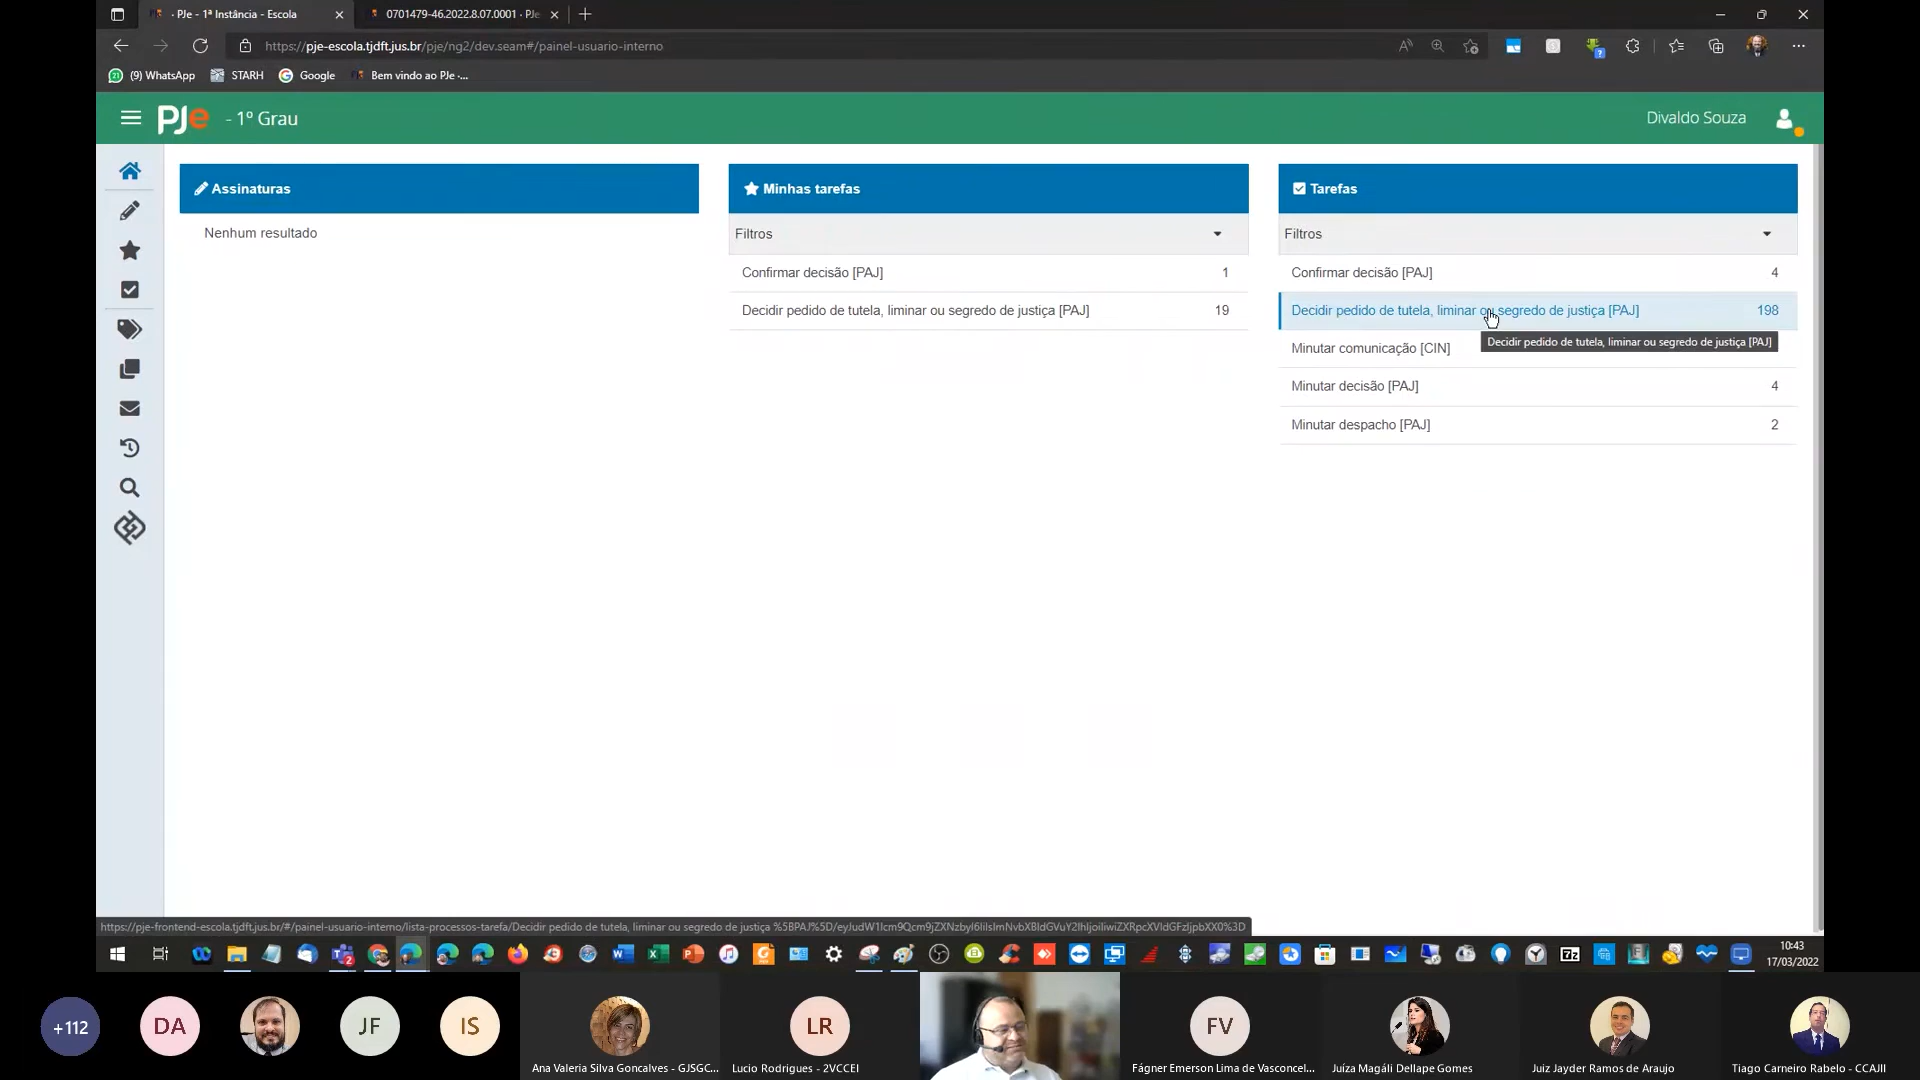 PJe - 1ª Instância - Escola
0701479-46.2022.8.07.0001 · PJe
https://pje-escola.tjdft.jus.br/pje/ng2/dev.seam#/painel-usuario-interno
(9) WhatsApp
STARH
Google
Bem vindo ao PJe ·...
PJe - 1º Grau
Divaldo Souza
Assinaturas
Minhas tarefas
Tarefas
Nenhum resultado
Filtros
Filtros
Confirmar decisão [PAJ] 1
Confirmar decisão [PAJ] 4
Decidir pedido de tutela, liminar ou segredo de justiça [PAJ] 19
Decidir pedido de tutela, liminar ou segredo de justiça [PAJ] 198
Decidir pedido de tutela, liminar ou segredo de justiça [PAJ]
Minutar comunicação [CIN]
Minutar decisão [PAJ] 4
Minutar despacho [PAJ] 2
10:43
17/03/2022
+112
DA
JF
IS
LR
FV
Ana Valeria Silva Goncalves - GJSGC...
Lucio Rodrigues - 2VCCEI
Fágner Emerson Lima de Vasconcel...
Juíza Magáli Dellape Gomes
Juiz Jayder Ramos de Araujo
Tiago Carneiro Rabelo - CCAJII